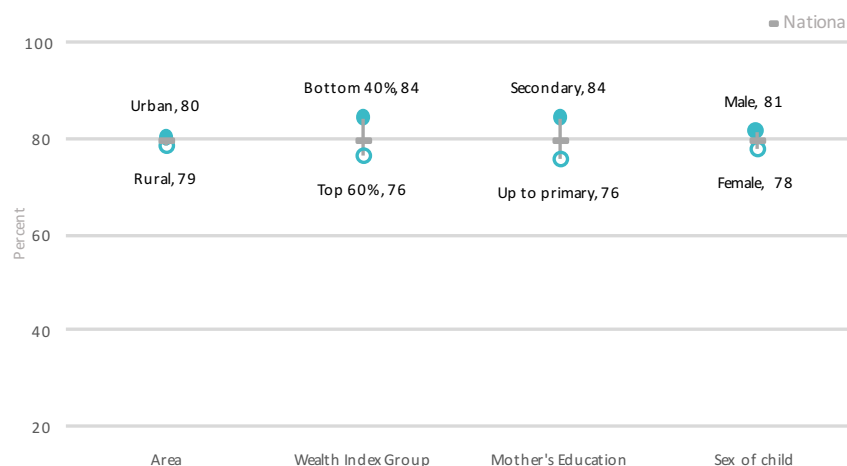 Nationa
100
Bottom 40%, 84
Secondary, 84
Urban, 80
Male, 81
80
Rural, 79
Top 60%, 76
Up to primary, 76
Female, 78
Percent
60
40
20
Area
Wealth Index Group
Mother's Education
Sex of child